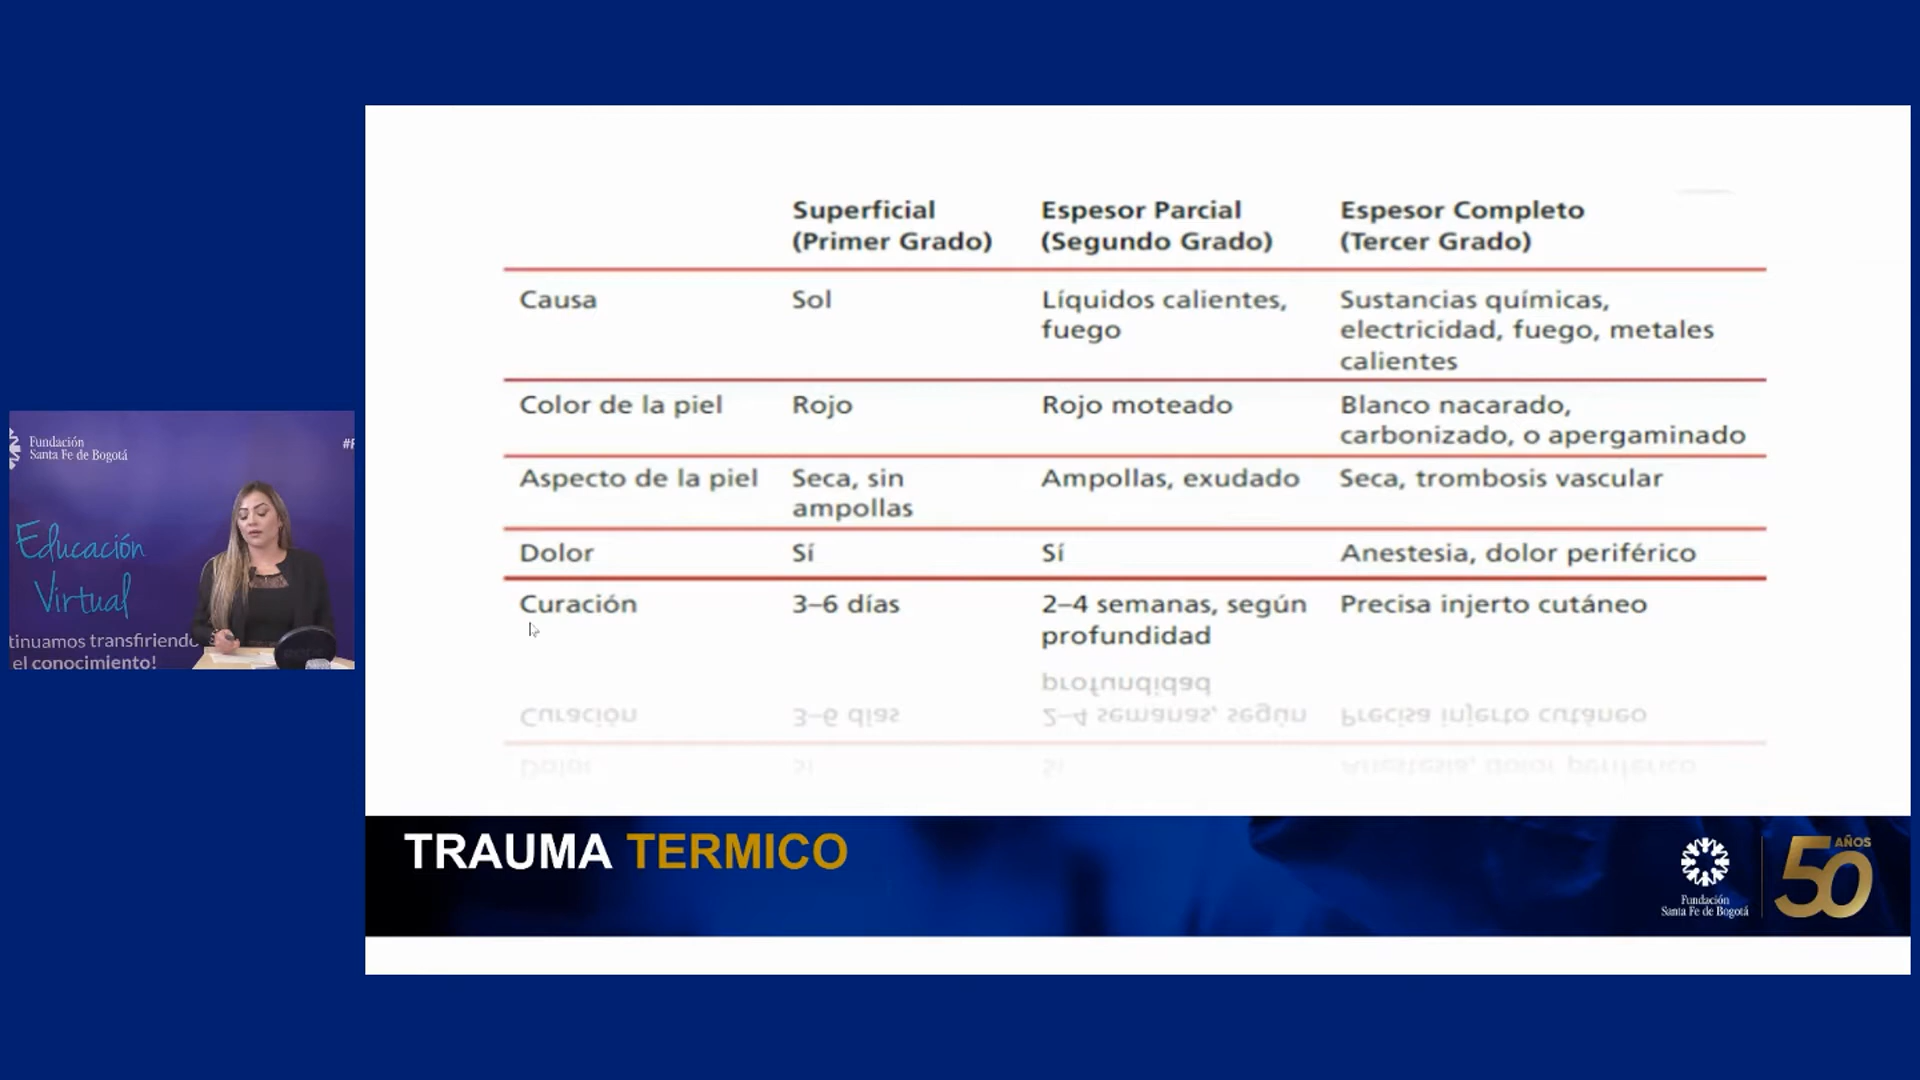 Superficial
(Primer Grado)
Espesor Parcial
(Segundo Grado)
Espesor Completo
(Tercer Grado)
Causa
Sol
Líquidos calientes,
fuego
Sustancias químicas,
electricidad, fuego, metales
calientes
Color de la piel
Rojo
Rojo moteado
Blanco nacarado,
carbonizado, o apergaminado
Aspecto de la piel
Seca, sin
ampollas
Ampollas, exudado
Seca, trombosis vascular
Dolor
Sí
Sí
Anestesia, dolor periférico
Curación
3–6 días
2–4 semanas, según
profundidad
Precisa injerto cutáneo
TRAUMA TERMICO
Fundación
Santa Fe de Bogotá
50 AÑOS
Fundación
Santa Fe de Bogotá
#F
Educación
Virtual
tinuamos transfiriendo
el conocimiento!